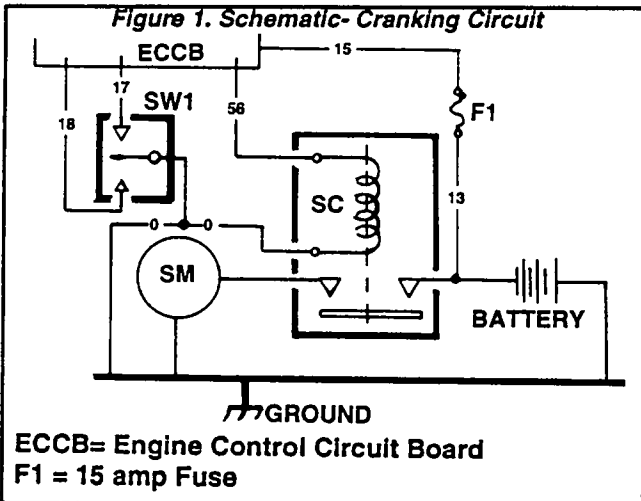 Figure 1. Schematic- Cranking Circuit
ECCB
15
17
SW1
56
F1
18
SC
13
0
0
SM
BATTERY
GROUND
ECCB= Engine Control Circuit Board
F1 = 15 amp Fuse